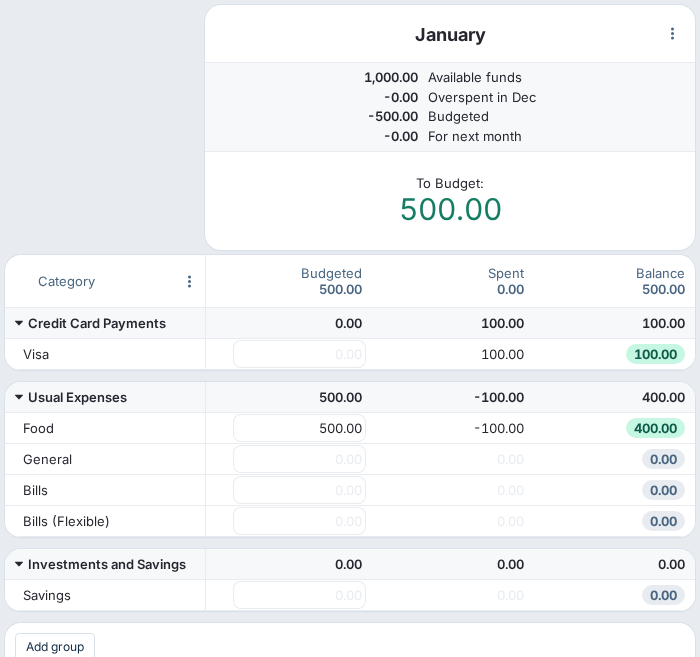 January
1,000.00 Available funds
-0.00 Overspent in Dec
-500.00 Budgeted
-0.00 For next month
To Budget:
500.00
Category Budgeted Spent Balance
500.00 0.00 500.00
Credit Card Payments 0.00 100.00 100.00
Visa 0.00 100.00 100.00
Usual Expenses 500.00 -100.00 400.00
Food 500.00 -100.00 400.00
General 0.00 0.00 0.00
Bills 0.00 0.00 0.00
Bills (Flexible) 0.00 0.00 0.00
Investments and Savings 0.00 0.00 0.00
Savings 0.00 0.00 0.00
Add group